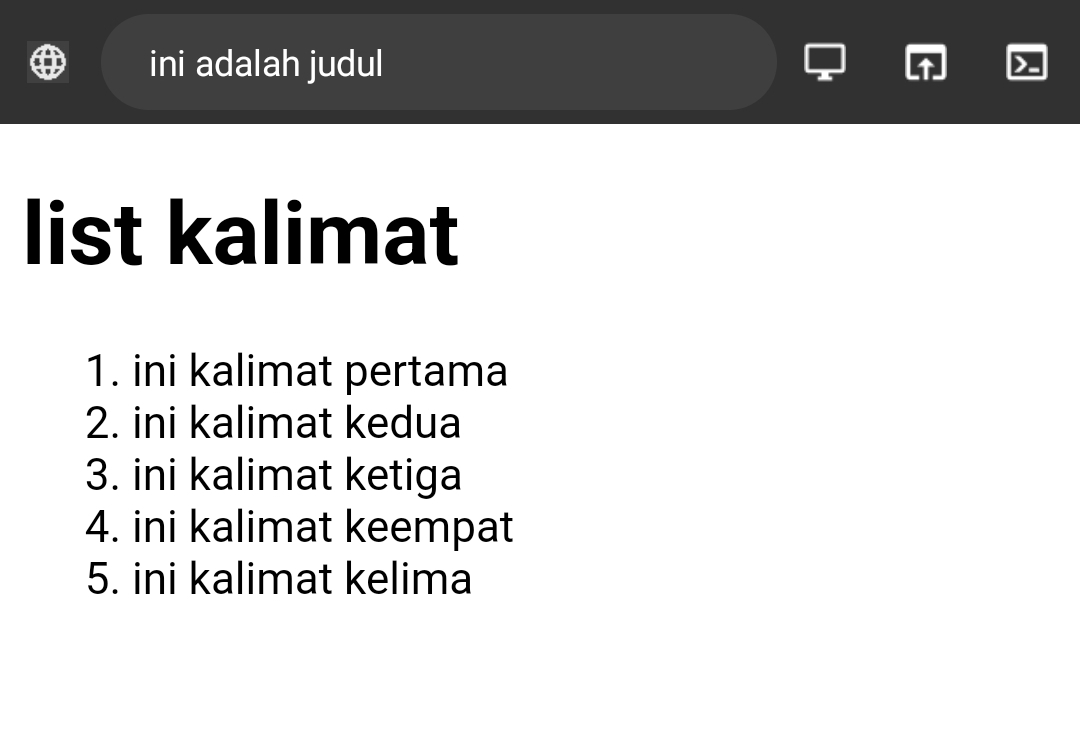 ini adalah judul
list kalimat
1. ini kalimat pertama
2. ini kalimat kedua
3. ini kalimat ketiga
4. ini kalimat keempat
5. ini kalimat kelima